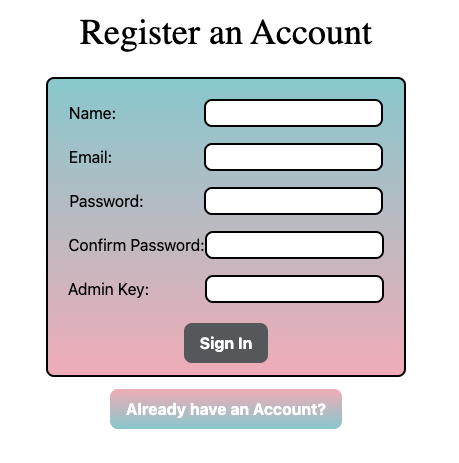 Register an Account
Name:
Email:
Password:
Confirm Password:
Admin Key:
Sign In
Already have an Account?